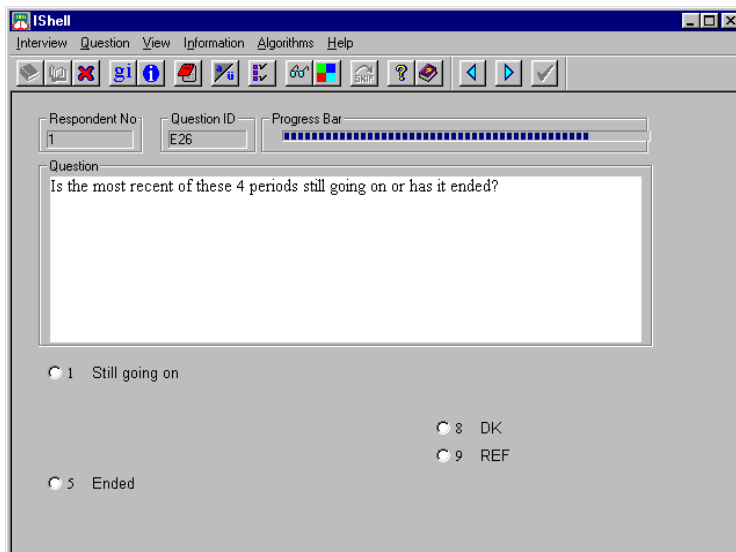 IShell
Interview Question View Information Algorithms Help
gi i a/ü SKIP ?
Respondent No Question ID Progress Bar
1 E26
Question
Is the most recent of these 4 periods still going on or has it ended?
1 Still going on
8 DK
9 REF
5 Ended